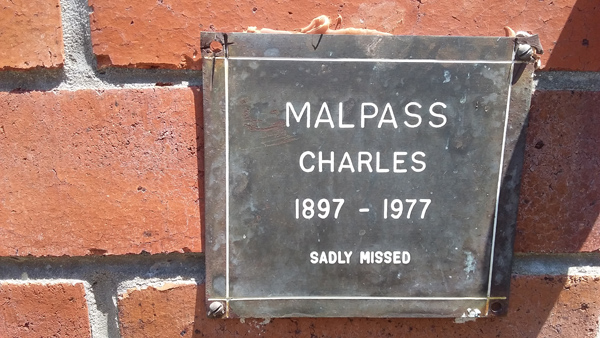 MALPASS
CHARLES
1897 - 1977
SADLY MISSED